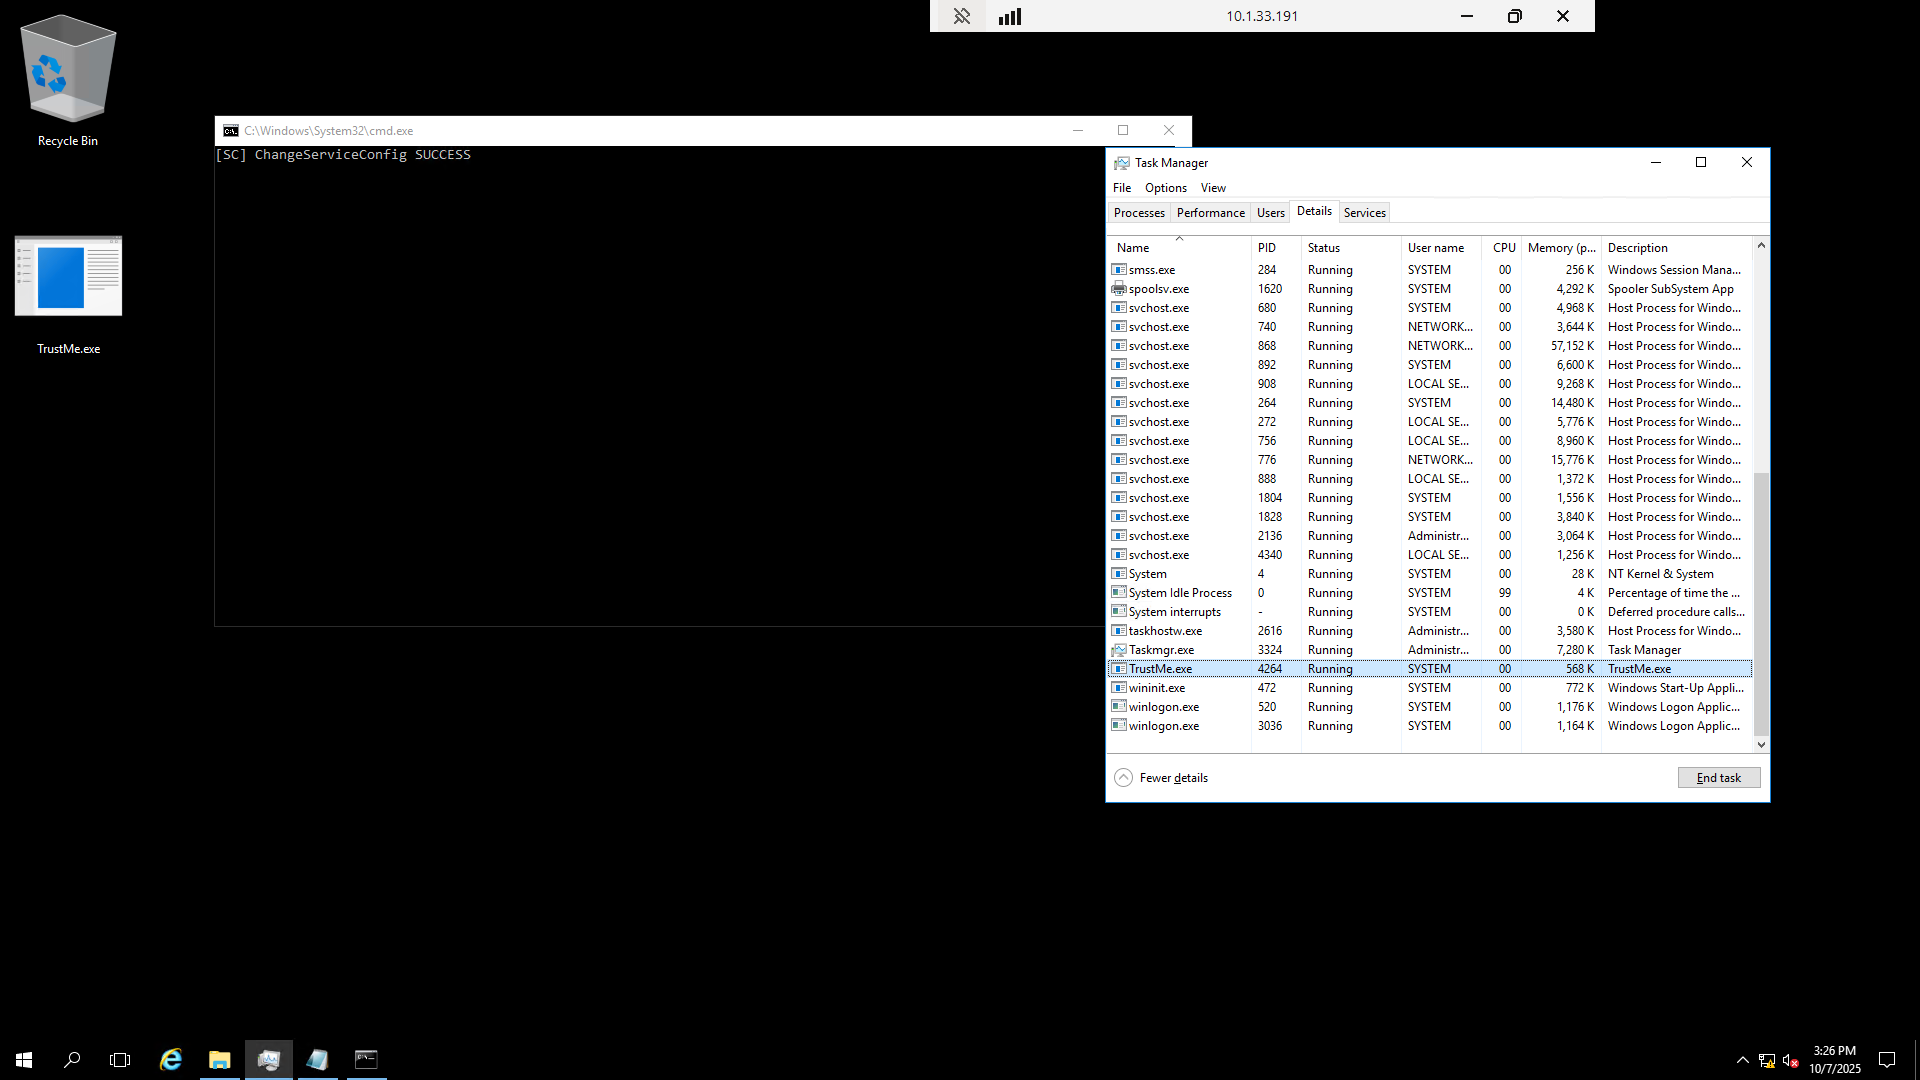 10.1.33.191
Recycle Bin
TrustMe.exe
C:\Windows\System32\cmd.exe
[SC] ChangeServiceConfig SUCCESS
Task Manager
File Options View
Processes Performance Users Details Services
Name PID Status User name CPU Memory (p... Description
smss.exe 284 Running SYSTEM 00 256 K Windows Session Mana...
spoolsv.exe 1620 Running SYSTEM 00 4,292 K Spooler SubSystem App
svchost.exe 680 Running SYSTEM 00 4,968 K Host Process for Windo...
svchost.exe 740 Running NETWORK... 00 3,644 K Host Process for Windo...
svchost.exe 868 Running NETWORK... 00 57,152 K Host Process for Windo...
svchost.exe 892 Running SYSTEM 00 6,600 K Host Process for Windo...
svchost.exe 908 Running LOCAL SE... 00 9,268 K Host Process for Windo...
svchost.exe 264 Running SYSTEM 00 14,480 K Host Process for Windo...
svchost.exe 272 Running LOCAL SE... 00 5,776 K Host Process for Windo...
svchost.exe 756 Running LOCAL SE... 00 8,960 K Host Process for Windo...
svchost.exe 776 Running NETWORK... 00 15,776 K Host Process for Windo...
svchost.exe 888 Running LOCAL SE... 00 1,372 K Host Process for Windo...
svchost.exe 1804 Running SYSTEM 00 1,556 K Host Process for Windo...
svchost.exe 1828 Running SYSTEM 00 3,840 K Host Process for Windo...
svchost.exe 2136 Running Administr... 00 3,064 K Host Process for Windo...
svchost.exe 4340 Running LOCAL SE... 00 1,256 K Host Process for Windo...
System 4 Running SYSTEM 00 28 K NT Kernel & System
System Idle Process 0 Running SYSTEM 99 4 K Percentage of time the ...
System interrupts - Running SYSTEM 00 0 K Deferred procedure calls...
taskhostw.exe 2616 Running Administr... 00 3,580 K Host Process for Windo...
Taskmgr.exe 3324 Running Administr... 00 7,280 K Task Manager
TrustMe.exe 4264 Running SYSTEM 00 568 K TrustMe.exe
wininit.exe 472 Running SYSTEM 00 772 K Windows Start-Up Appli...
winlogon.exe 520 Running SYSTEM 00 1,176 K Windows Logon Applic...
winlogon.exe 3036 Running SYSTEM 00 1,164 K Windows Logon Applic...
Fewer details
End task
3:26 PM
10/7/2025